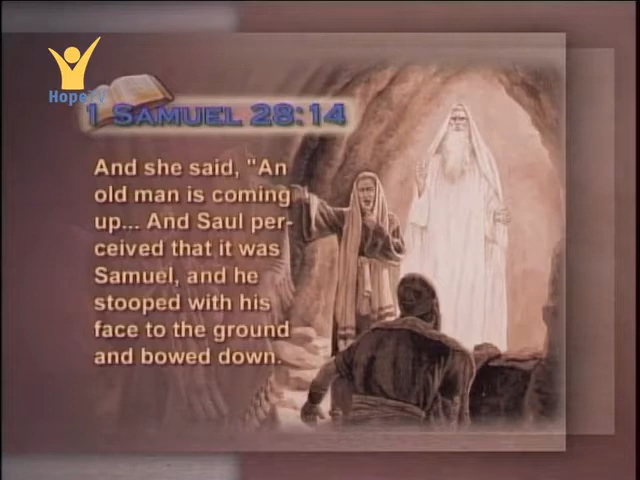 HopeTV
1 SAMUEL 28:14
And she said, "An
old man is coming
up... And Saul per-
ceived that it was
Samuel, and he
stooped with his
face to the ground
and bowed down.